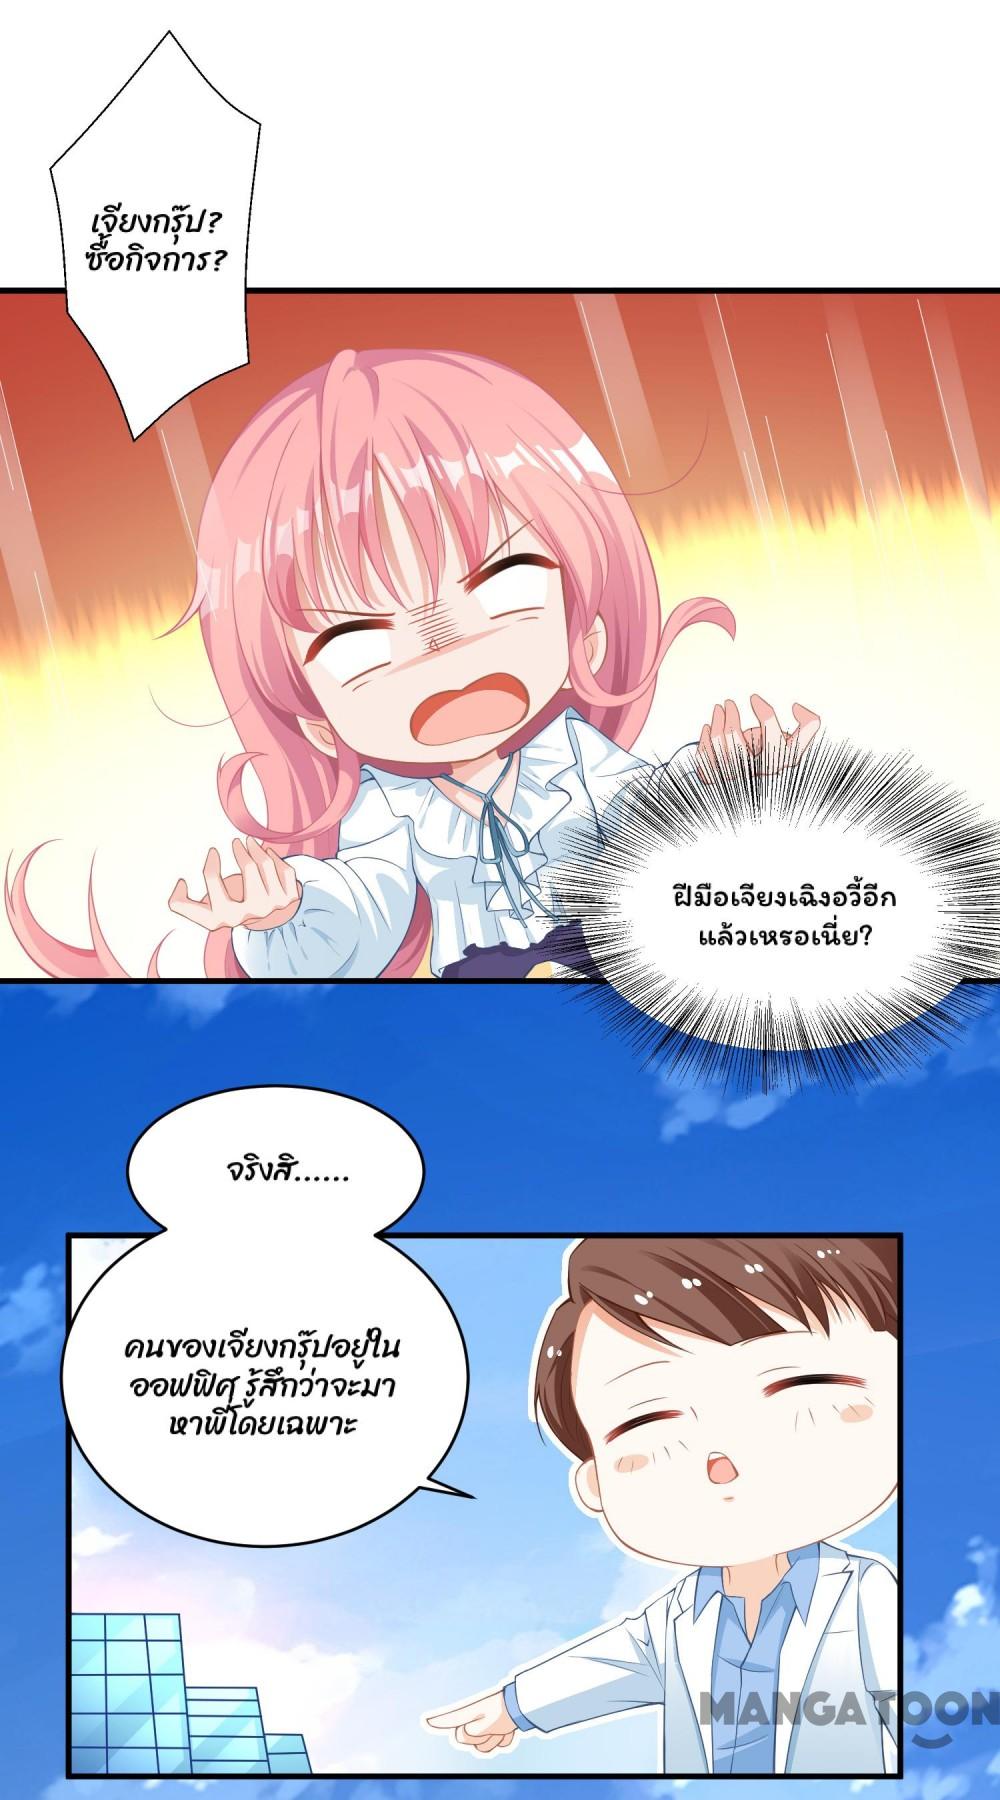 เจียงกรุ๊ป?
ซื้อกิจการ?
ฝีมือเจียงเฉิงอวี้อีก
แล้วเหรอเนี่ย?
จริงสิ......
คนของเจียงกรุ๊ปอยู่ใน
ออฟฟิศ รู้สึกว่าจะมา
หาพี่โดยเฉพาะ
MANGATOON